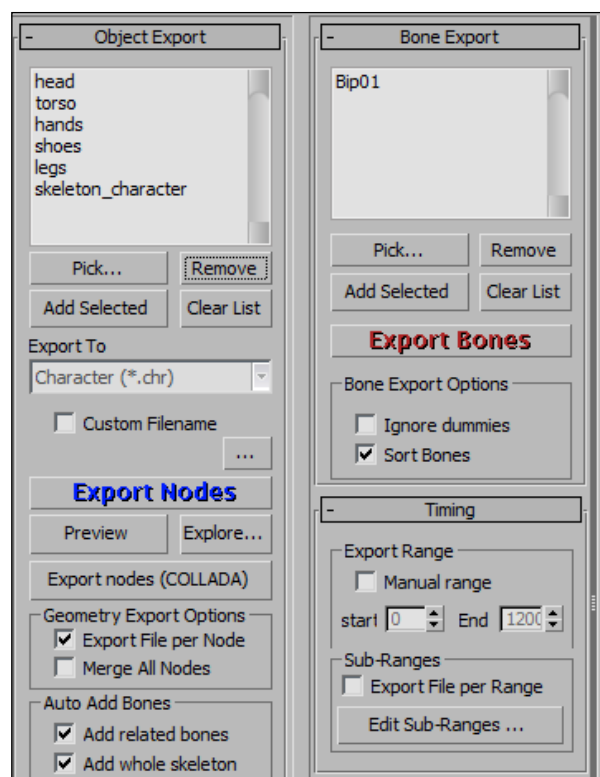 - Object Export
head
torso
hands
shoes
legs
skeleton_character
Pick... Remove
Add Selected Clear List
Export To
Character (*.chr)
Custom Filename
...
Export Nodes
Preview Explore...
Export nodes (COLLADA)
Geometry Export Options
Export File per Node
Merge All Nodes
Auto Add Bones
Add related bones
Add whole skeleton
- Bone Export
Bip01
Pick... Remove
Add Selected Clear List
Export Bones
Bone Export Options
Ignore dummies
Sort Bones
- Timing
Export Range
Manual range
start 0 End 1200
Sub-Ranges
Export File per Range
Edit Sub-Ranges ...